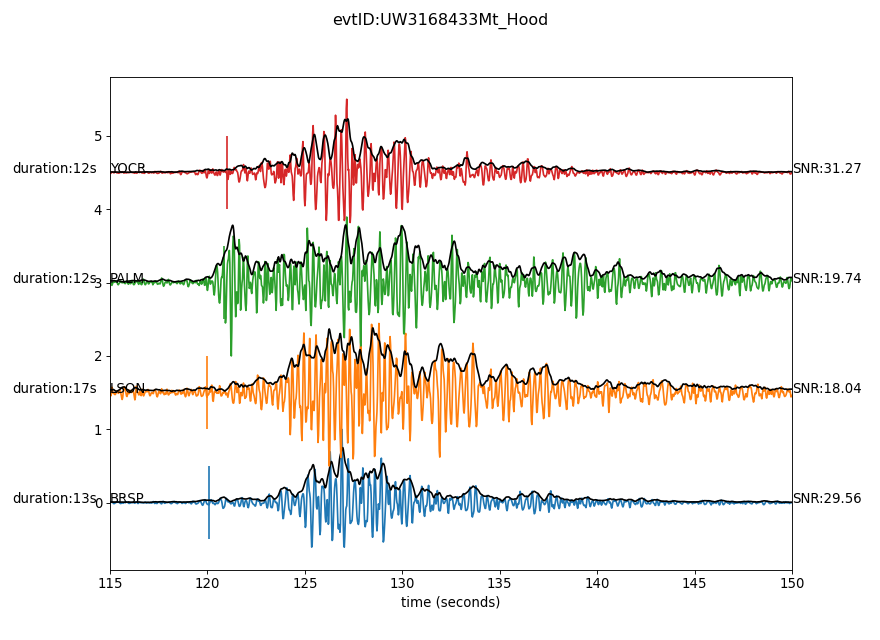 evtID:UW3168433Mt_Hood
5
duration:12s YOCR SNR:31.27
4
duration:12s PALM SNR:19.74
3
2
duration:17s LSON SNR:18.04
1
duration:13s BRSP SNR:29.56
0
115 120 125 130 135 140 145 150
time (seconds)